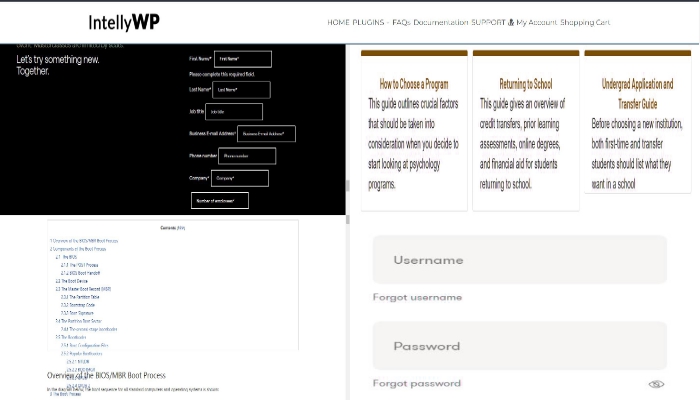 IntellyWP
HOME PLUGINS - FAQs Documentation SUPPORT My Account Shopping Cart
Let's try something new.
Together.
First Name* First Name*
Please complete this required field.
Last Name* Last Name*
Job title Job title
Business E-mail Address* Business E-mail Address*
Phone number Phone number
Company* Company*
Number of employees*
Contents
1 Overview of the BIOS/MBR Boot Process
2 Components of the Boot Process
2.1 The BIOS
2.1.1 The POST Process
2.1.2 BIOS Boot Handoff
2.2 The Boot Device
2.3 The Master Boot Record (MBR)
2.3.1 The Partition Table
2.3.2 Bootstrap Code
2.3.3 Boot Signature
2.4 The Partition Boot Sector
2.4.1 The second-stage bootloader
2.5 The Bootloader
2.5.1 Boot Configuration Files
2.5.2 Popular Bootloaders
Overview of the BIOS/MBR Boot Process
How to Choose a Program
This guide outlines crucial factors
that should be taken into
consideration when you decide to
start looking at psychology
programs.
Returning to School
This guide gives an overview of
credit transfers, prior learning
assessments, online degrees,
and financial aid for students
returning to school.
Undergrad Application and
Transfer Guide
Before choosing a new institution,
both first-time and transfer
students should list what they
want in a school
Username
Forgot username
Password
Forgot password